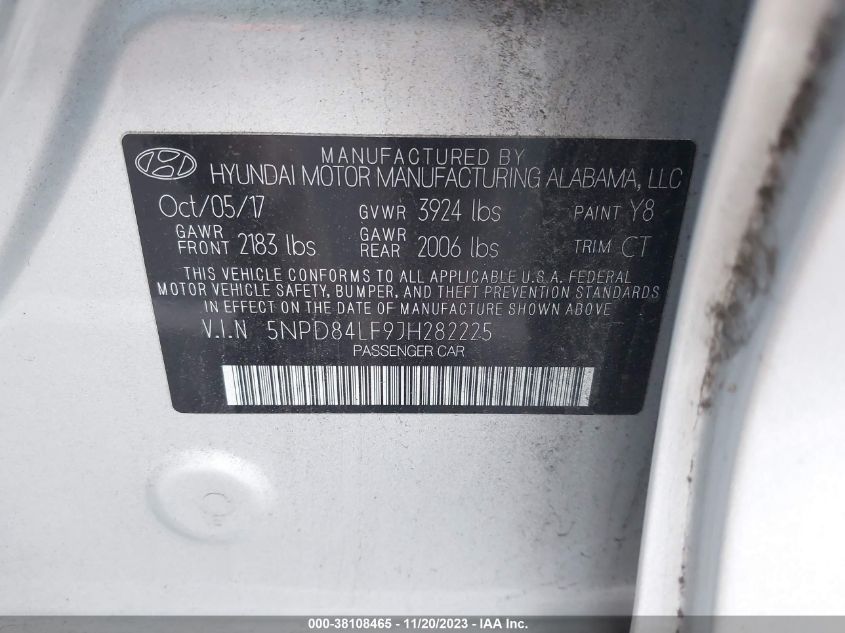 MANUFACTURED BY
HYUNDAI MOTOR MANUFACTURING ALABAMA, LLC
Oct/05/17 GVWR 3924 lbs PAINT Y8
GAWR FRONT 2183 lbs GAWR REAR 2006 lbs TRIM CT
THIS VEHICLE CONFORMS TO ALL APPLICABLE U.S.A. FEDERAL
MOTOR VEHICLE SAFETY, BUMPER, AND THEFT PREVENTION STANDARDS
IN EFFECT ON THE DATE OF MANUFACTURE SHOWN ABOVE
V.I.N 5NPD84LF9JH282225
PASSENGER CAR
000-38108465 - 11/20/2023 - IAA Inc.